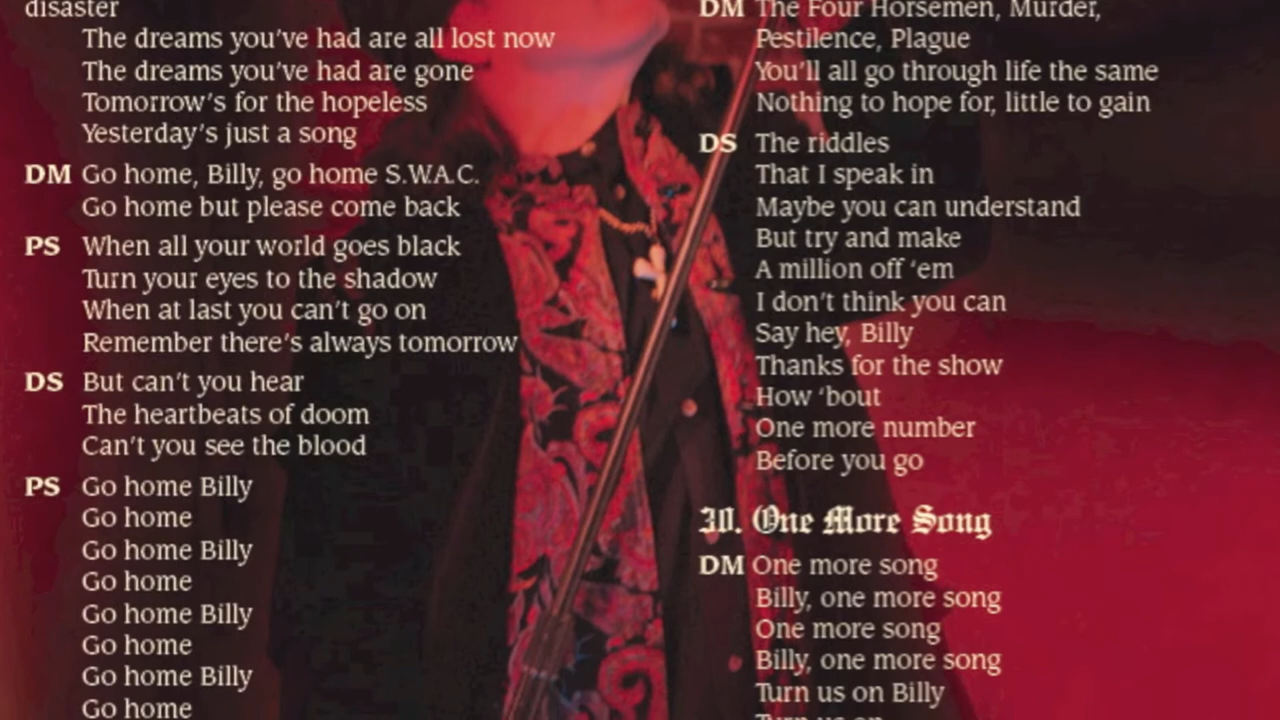 disaster
The dreams you've had are all lost now
The dreams you've had are gone
Tomorrow's for the hopeless
Yesterday's just a song
DM Go home, Billy, go home S.W.A.C.
Go home but please come back
PS When all your world goes black
Turn your eyes to the shadow
When at last you can't go on
Remember there's always tomorrow
DS But can't you hear
The heartbeats of doom
Can't you see the blood
PS Go home Billy
Go home
Go home Billy
Go home
Go home Billy
Go home
Go home Billy
Go home
DM The Four Horsemen, Murder,
Pestilence, Plague
You'll all go through life the same
Nothing to hope for, little to gain
DS The riddles
That I speak in
Maybe you can understand
But try and make
A million off ‘em
I don't think you can
Say hey, Billy
Thanks for the show
How ‘bout
One more number
Before you go
30. One More Song
DM One more song
Billy, one more song
One more song
Billy, one more song
Turn us on Billy
Turn us on